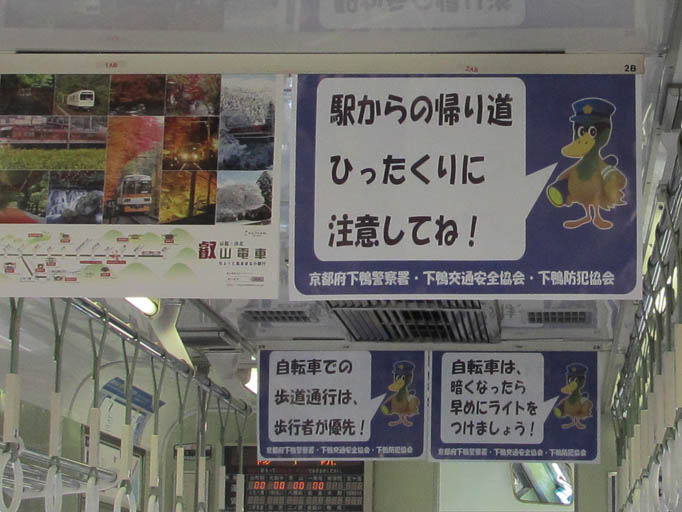 1AB
2AB
2B
駅からの帰り道
ひったくりに
注意してね！
京都府下鴨警察署・下鴨交通安全協会・下鴨防犯協会
叡山電車
自転車での
歩道通行は、
歩行者が優先！
京都府下鴨警察署・下鴨交通安全協会・下鴨防犯協会
自転車は、
暗くなったら
早めにライトを
つけましょう！
京都府下鴨警察署・下鴨交通安全協会・下鴨防犯協会